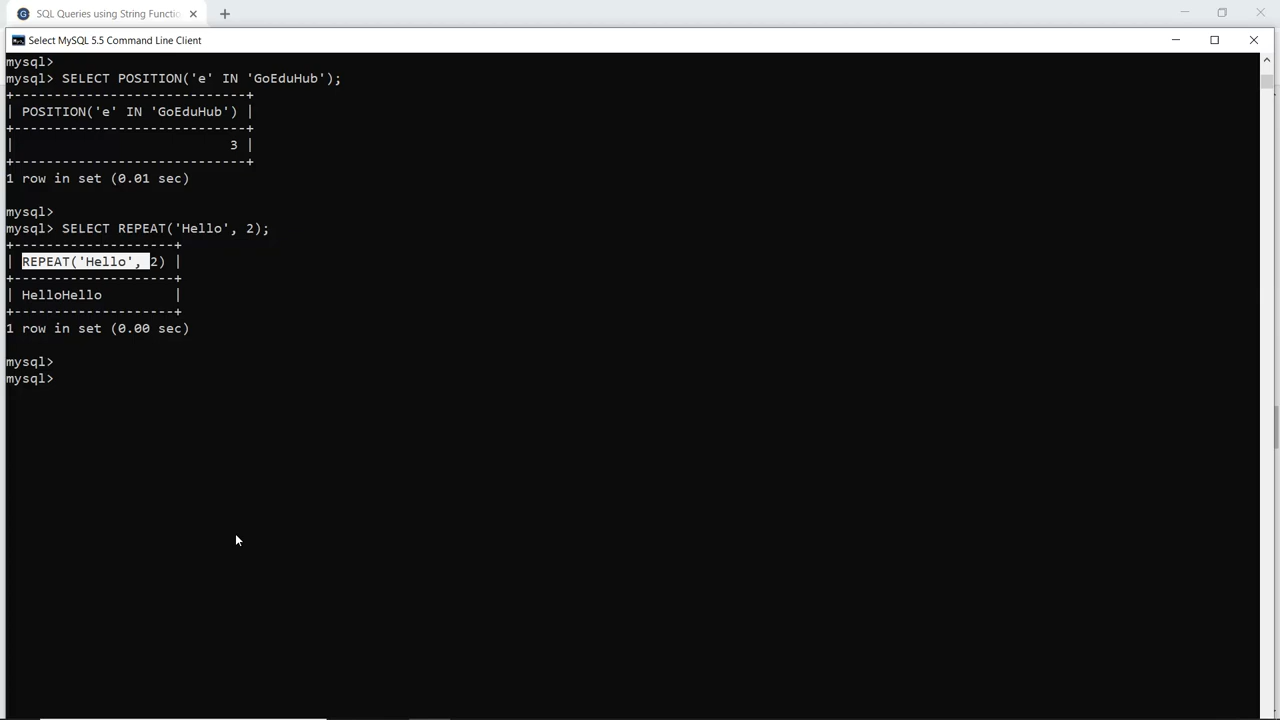 SQL Queries using String Functio
Select MySQL 5.5 Command Line Client
mysql>
mysql> SELECT POSITION('e' IN 'GoEduHub');
+-----------------------------+
| POSITION('e' IN 'GoEduHub') |
+-----------------------------+
|                           3 |
+-----------------------------+
1 row in set (0.01 sec)
mysql>
mysql> SELECT REPEAT('Hello', 2);
+--------------------+
| REPEAT('Hello', 2) |
+--------------------+
| HelloHello         |
+--------------------+
1 row in set (0.00 sec)
mysql>
mysql>